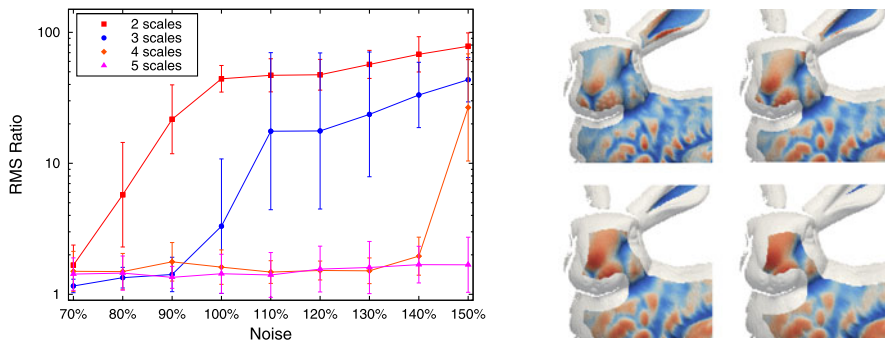 2 scales
3 scales
4 scales
5 scales
100
10
1
RMS Ratio
70% 80% 90% 100% 110% 120% 130% 140% 150%
Noise